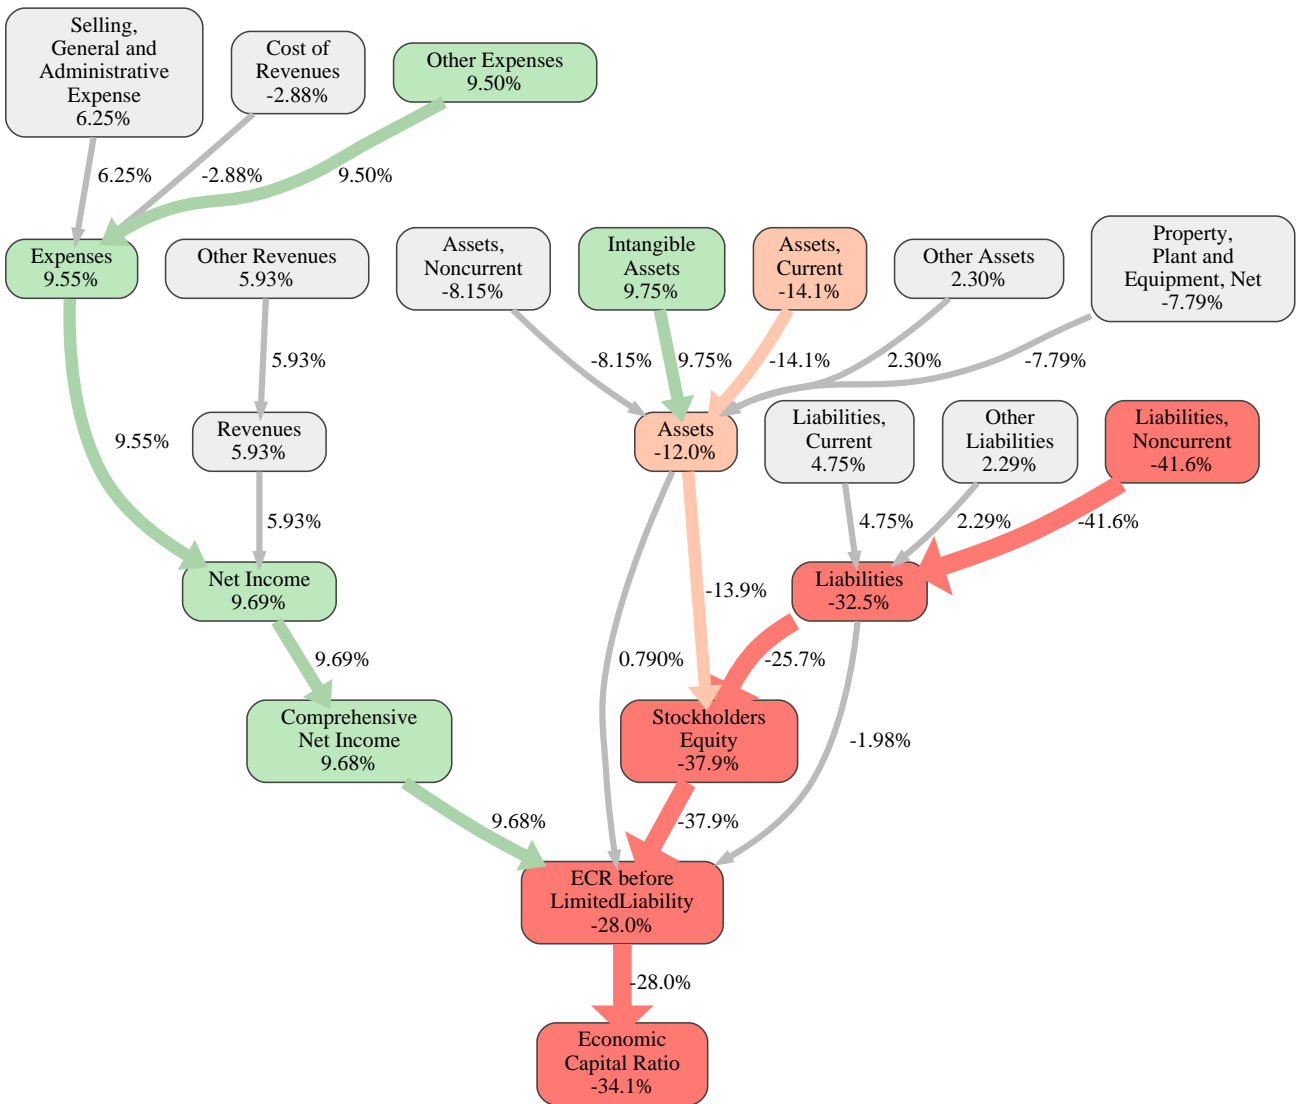 Selling,
General and
Administrative
Expense
6.25%
Cost of
Revenues
-2.88%
Other Expenses
9.50%
6.25%
-2.88%
9.50%
Expenses
9.55%
Other Revenues
5.93%
Assets,
Noncurrent
-8.15%
Intangible
Assets
9.75%
Assets,
Current
-14.1%
Other Assets
2.30%
Property,
Plant and
Equipment, Net
-7.79%
5.93%
-8.15%
9.75%
-14.1%
2.30%
-7.79%
9.55%
Revenues
5.93%
Assets
-12.0%
Liabilities,
Current
4.75%
Other
Liabilities
2.29%
Liabilities,
Noncurrent
-41.6%
5.93%
4.75%
2.29%
-41.6%
Net Income
9.69%
-13.9%
Liabilities
-32.5%
9.69%
0.790%
-25.7%
Comprehensive
Net Income
9.68%
Stockholders
Equity
-37.9%
-1.98%
9.68%
-37.9%
ECR before
LimitedLiability
-28.0%
-28.0%
Economic
Capital Ratio
-34.1%